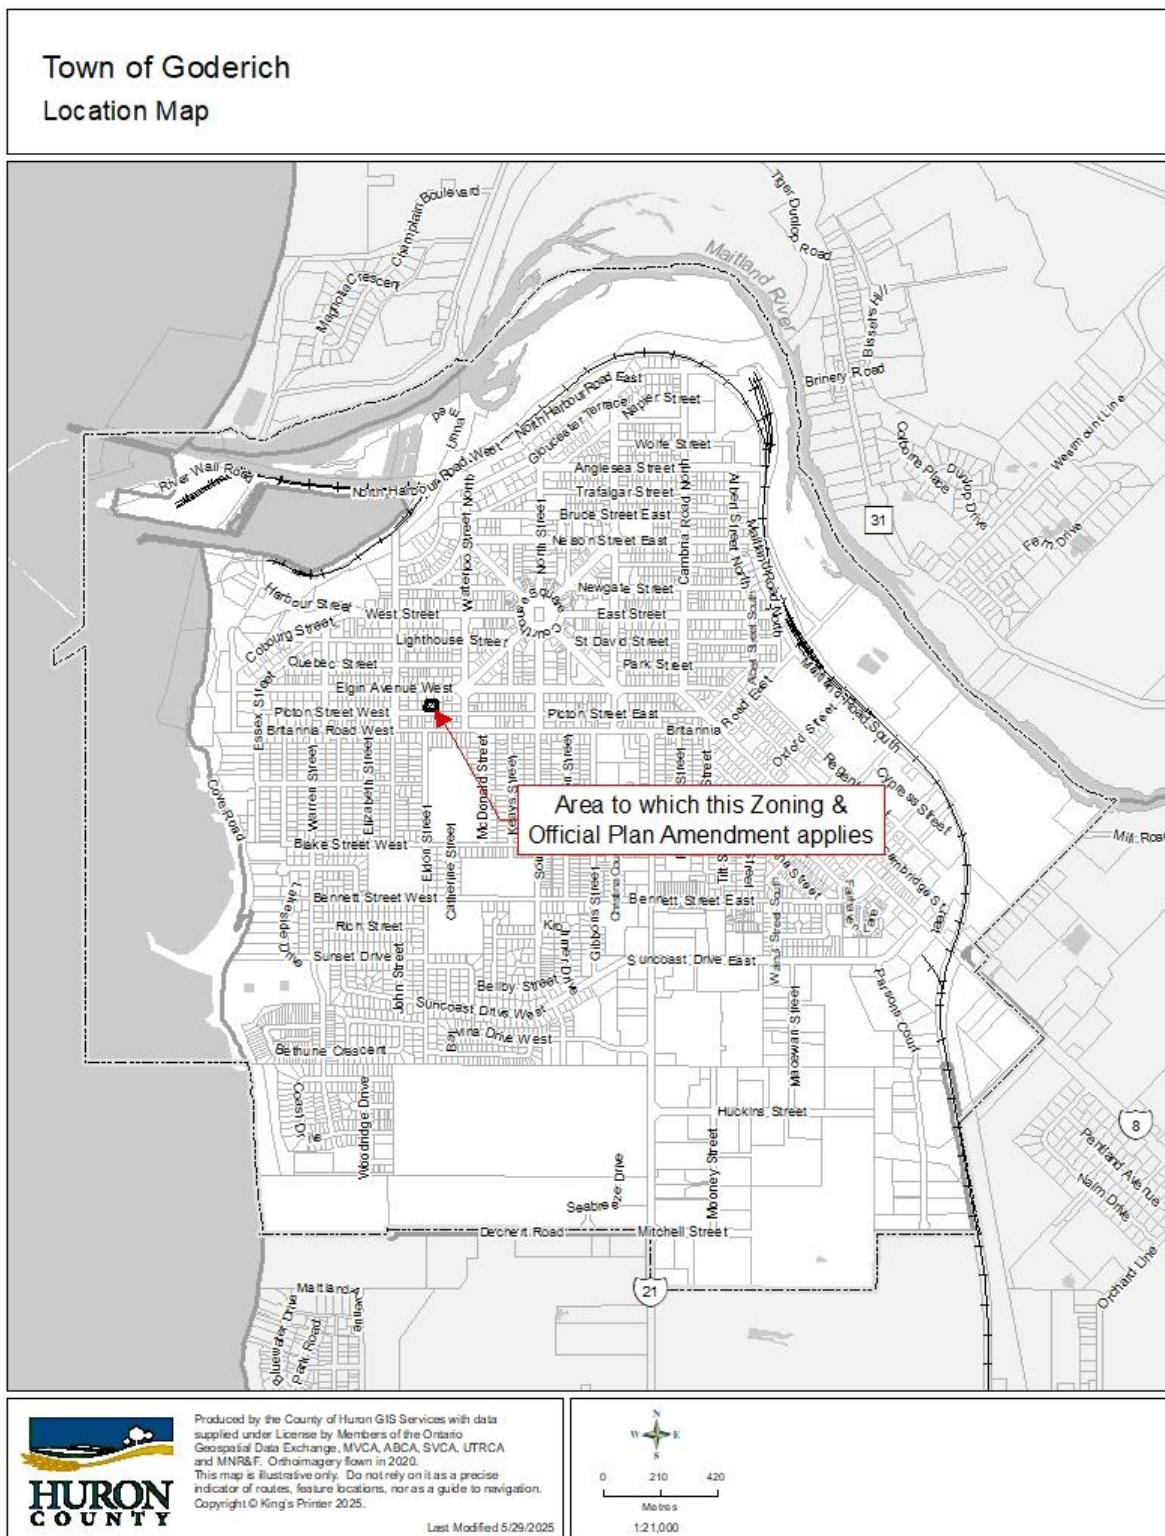 Town of Goderich
Location Map
Champlain Boulevard
Magnolia Crescent
Tiger Dunlop Road
Maitland River
Bissets Hill
Brinery Road
Westmount Line
North Harbour Road East
Gloucester Terrace
Wolfe Street
Anglesea Street
Trafalgar Street
Bruce Street East
Nelson Street East
Newgate Street
East Street
St David Street
Park Street
River Wall Road
North Harbour Road West
Waterloo Street North
North Street
Cambria Road North
Albert Street North
Maitland Road North
Colborne Place
Dunlop Drive
Fern Drive
31
Harbour Street
West Street
Cobourg Street
Lighthouse Street
Quebec Street
Elgin Avenue West
Essex Street
Picton Street West
Picton Street East
Britannia Road West
Britannia Road East
Maitland Road South
Oxford Street
Cypress Street
Cove Road
Warren Street
Elizabeth Street
McDonald Street
Keays Street
Area to which this Zoning &
Official Plan Amendment applies
Blake Street West
Eldon Street
Catherine Street
Cambridge Street
Bennett Street West
Bennett Street East
Gibbons Street
Lakeside Drive
Rich Street
Sunset Drive
John Street
Suncoast Drive East
Walnut Street South
Parsons Court
Bellby Street
Suncoast Drive West
Bethune Crescent
Macewan Street
Coast Drive
Woodridge Drive
Huckins Street
Mooney Street
8
Pentland Avenue
Nairn Drive
Orchard Line
Seabreeze Drive
Dechert Road
Mitchell Street
21
Maitland Avenue
Bluewater Drive
Park Road
HURON
COUNTY
Produced by the County of Huron GIS Services with data
supplied under License by Members of the Ontario
Geospatial Data Exchange, MVCA, ABCA, SVCA, UTRCA
and MNR&F. Orthoimagery flown in 2020.
This map is illustrative only. Do not rely on it as a precise
indicator of routes, feature locations, nor as a guide to navigation.
Copyright © King's Printer 2025.
Last Modified 5/29/2025
N
W E
S
0 210 420
Metres
1:21,000